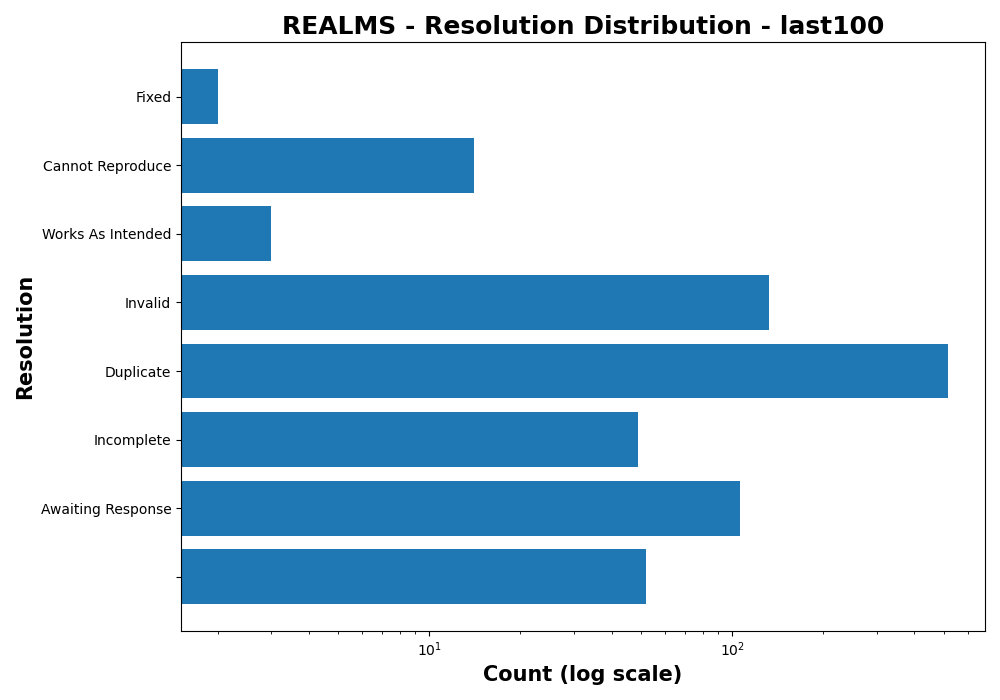 REALMS - Resolution Distribution - last100
Fixed
Cannot Reproduce
Works As Intended
Invalid
Duplicate
Incomplete
Awaiting Response
Resolution
10¹
10²
Count (log scale)